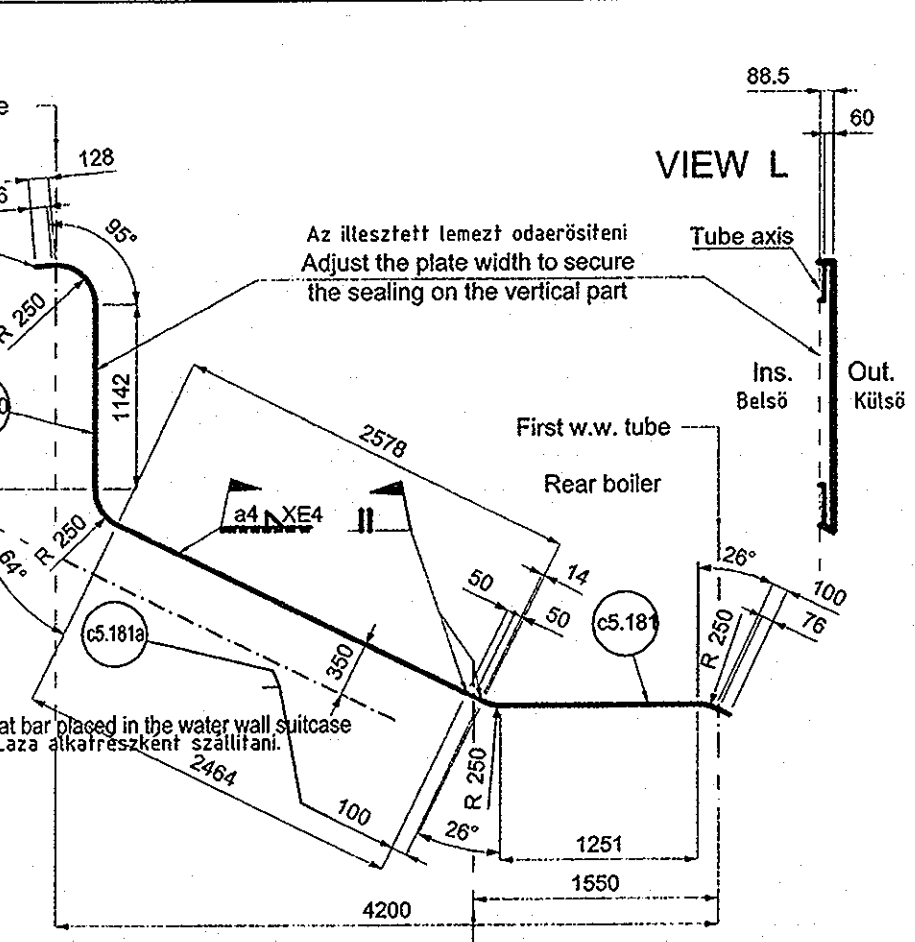 88.5
60
VIEW L
e
128
6
95°
Az illesztett lemezt odaerösiteni
Adjust the plate width to secure
the sealing on the vertical part
Tube axis
R 250
1142
Ins.
Belsö
Out.
Külsö
0
2578
First w.w. tube
Rear boiler
a4 XE4
R 250
64°
50
14
50
26°
100
76
c5.181a
c5.181
350
R 250
at bar placed in the water wall suitcase
Laza alkatrészként szállítani.
2464
100
R 250
26°
1251
1550
4200